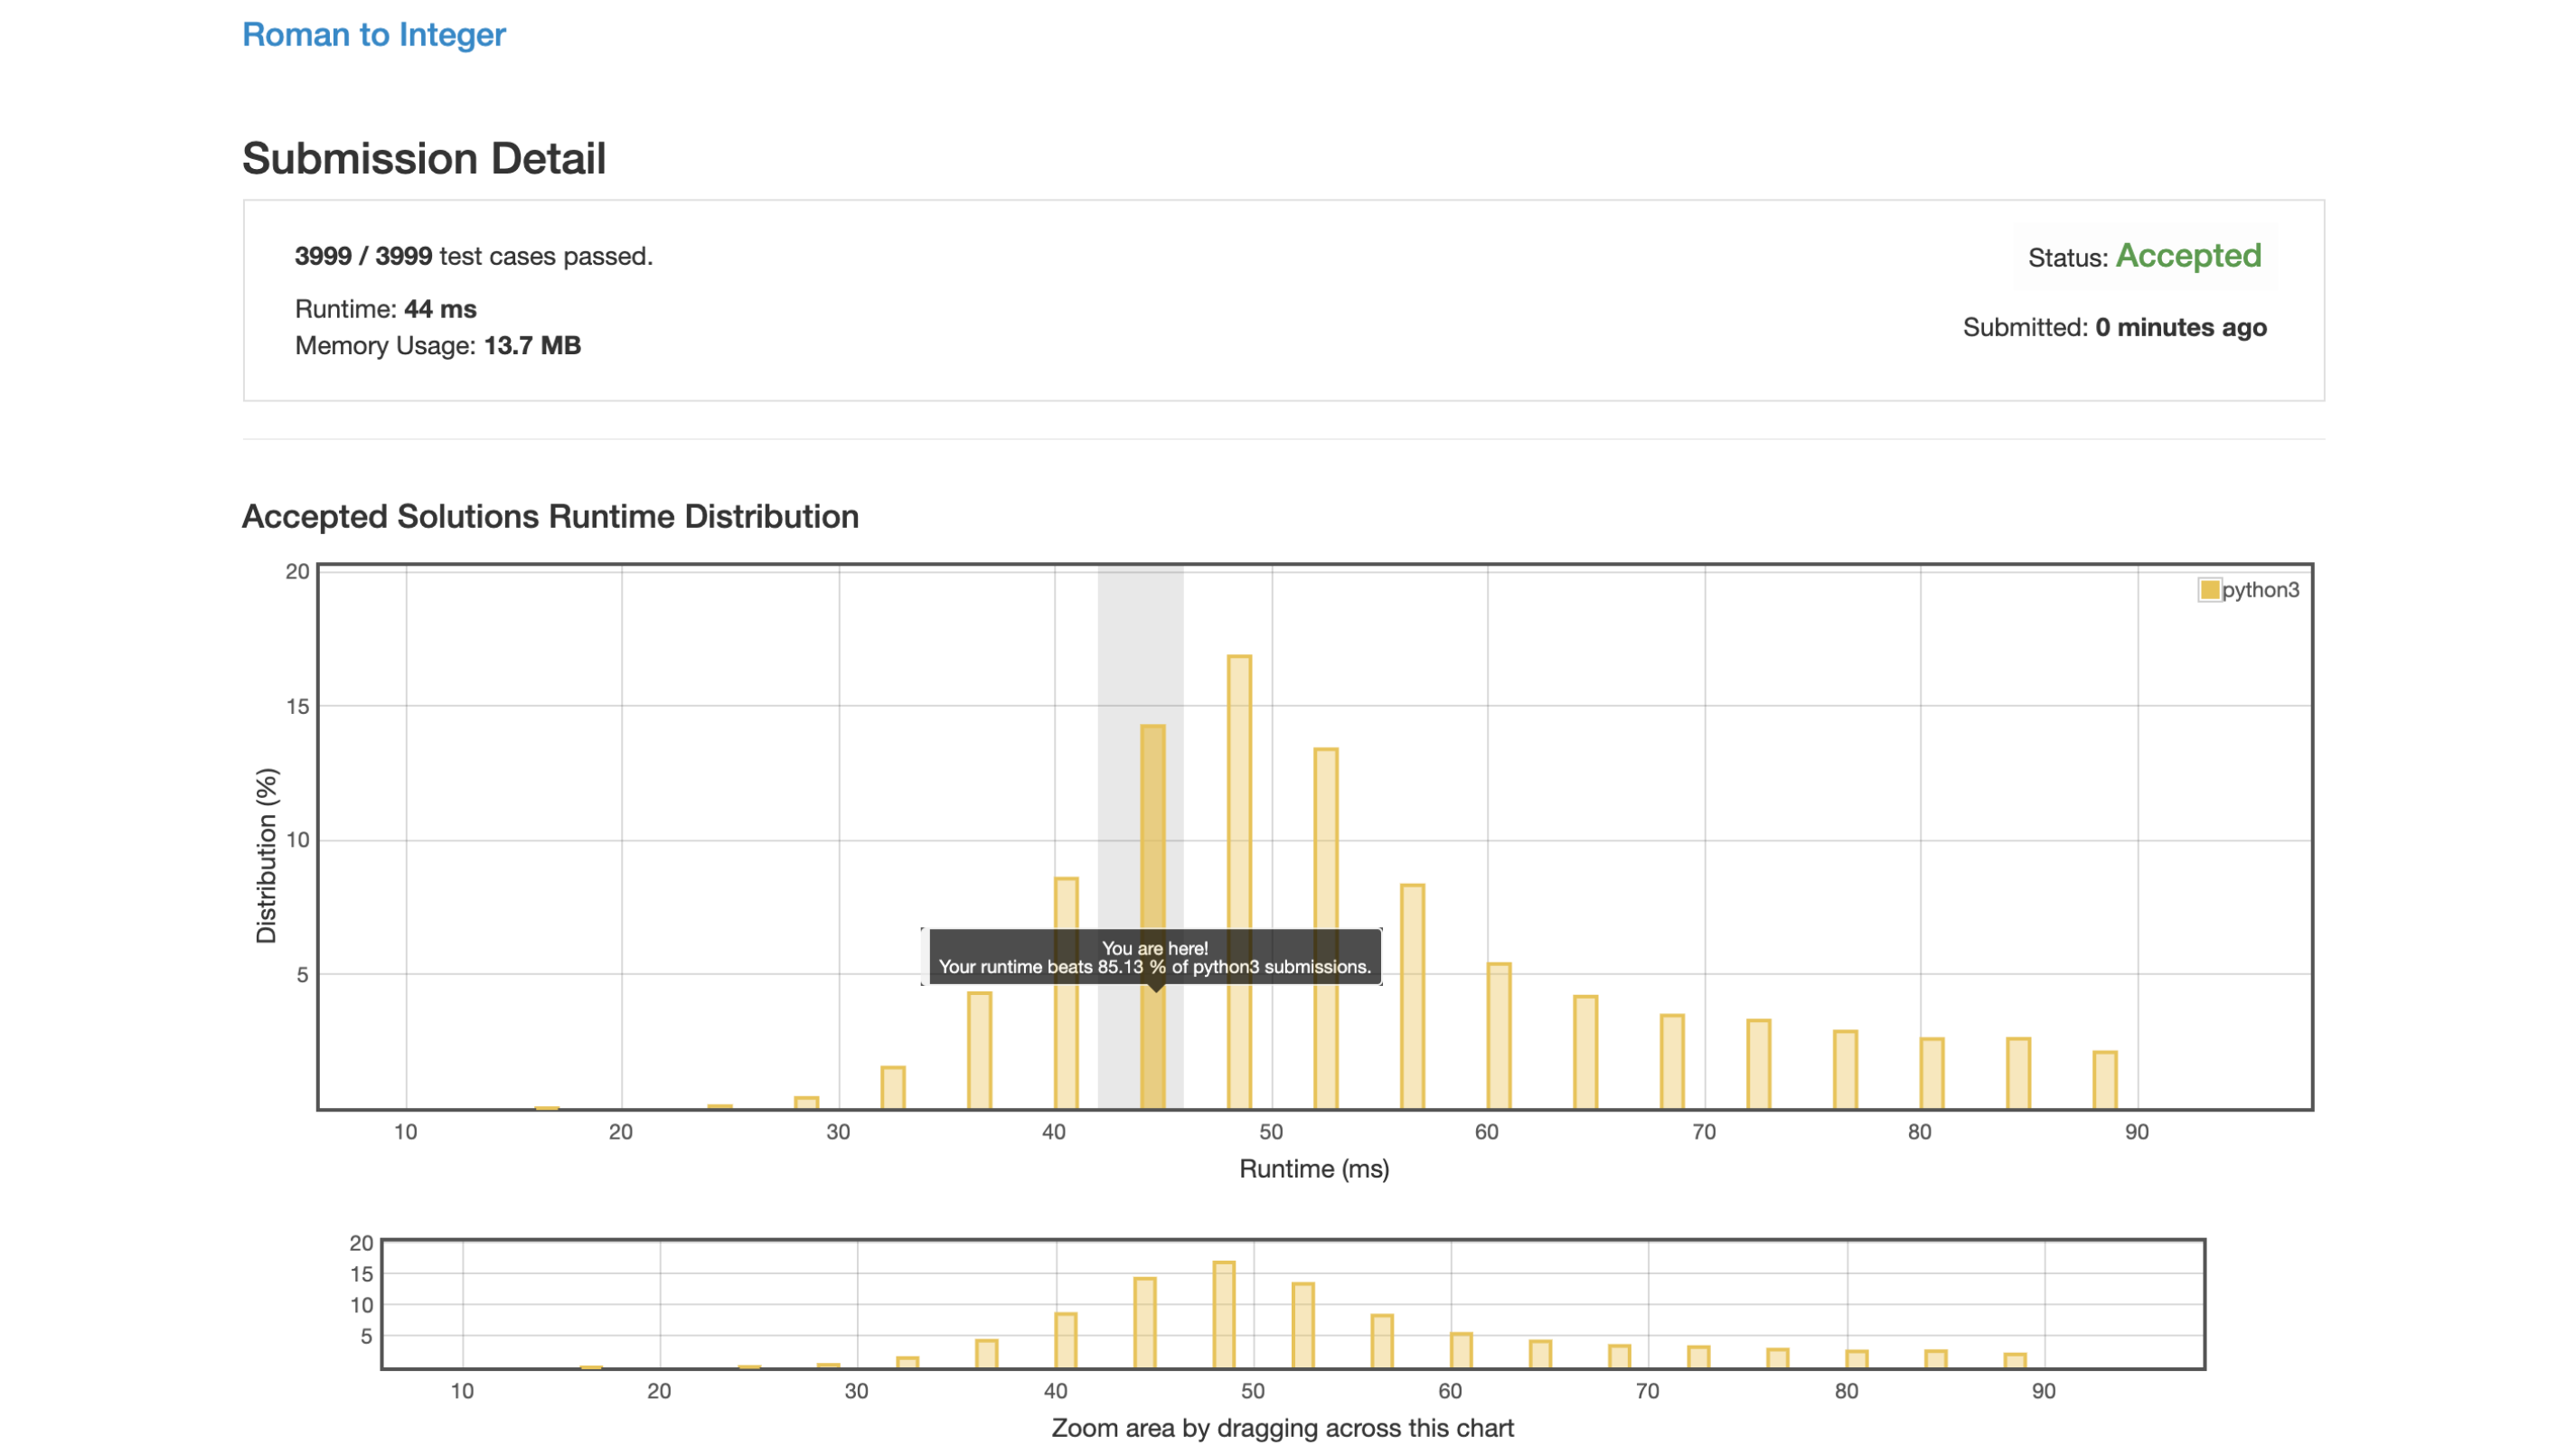 Roman to Integer
Submission Detail
3999 / 3999 test cases passed.
Status: Accepted
Runtime: 44 ms
Submitted: 0 minutes ago
Memory Usage: 13.7 MB
Accepted Solutions Runtime Distribution
20
15
10
5
Distribution (%)
python3
You are here!
Your runtime beats 85.13 % of python3 submissions.
10 20 30 40 50 60 70 80 90
Runtime (ms)
20
15
10
5
10 20 30 40 50 60 70 80 90
Zoom area by dragging across this chart